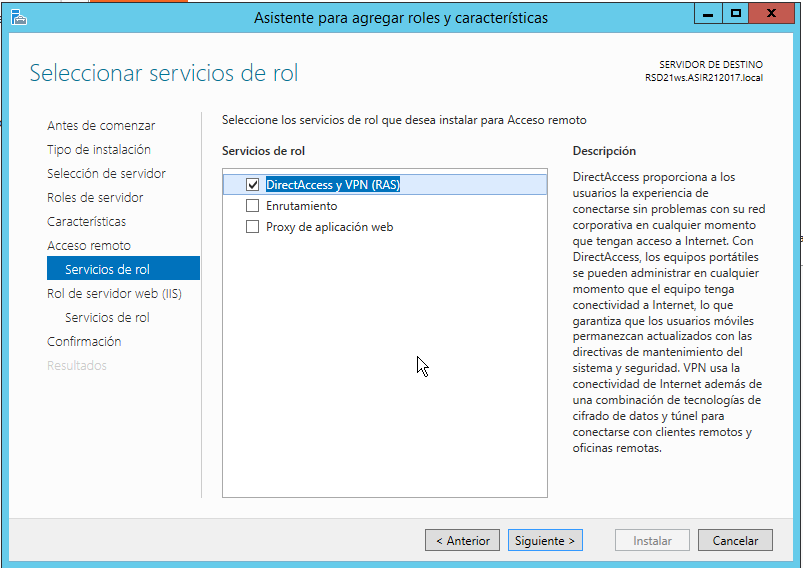 Asistente para agregar roles y características
Seleccionar servicios de rol
SERVIDOR DE DESTINO
RSD21ws.ASIR212017.local
Antes de comenzar
Tipo de instalación
Selección de servidor
Roles de servidor
Características
Acceso remoto
Servicios de rol
Rol de servidor web (IIS)
Servicios de rol
Confirmación
Resultados
Seleccione los servicios de rol que desea instalar para Acceso remoto
Servicios de rol
DirectAccess y VPN (RAS)
Enrutamiento
Proxy de aplicación web
Descripción
DirectAccess proporciona a los
usuarios la experiencia de
conectarse sin problemas con su red
corporativa en cualquier momento
que tengan acceso a Internet. Con
DirectAccess, los equipos portátiles
se pueden administrar en cualquier
momento que el equipo tenga
conectividad a Internet, lo que
garantiza que los usuarios móviles
permanezcan actualizados con las
directivas de mantenimiento del
sistema y seguridad. VPN usa la
conectividad de Internet además de
una combinación de tecnologías de
cifrado de datos y túnel para
conectarse con clientes remotos y
oficinas remotas.
< Anterior
Siguiente >
Instalar
Cancelar